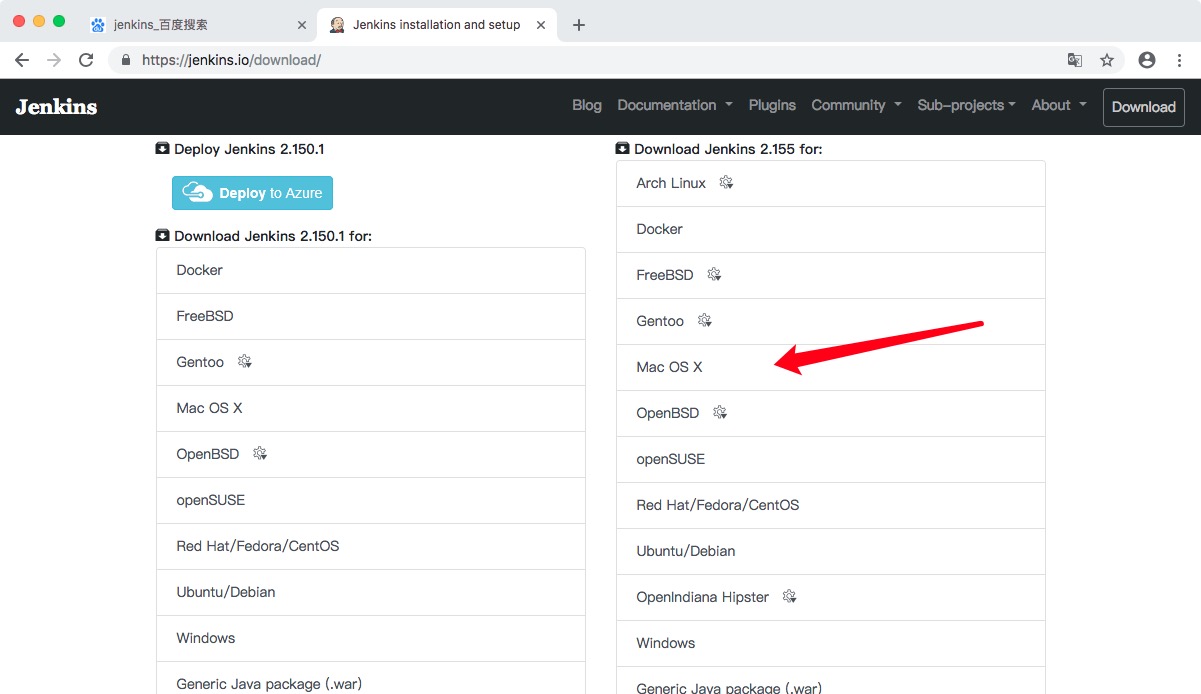 jenkins_百度搜索
Jenkins installation and setup
https://jenkins.io/download/
Jenkins
Blog
Documentation
Plugins
Community
Sub-projects
About
Download
Deploy Jenkins 2.150.1
Deploy to Azure
Download Jenkins 2.150.1 for:
Docker
FreeBSD
Gentoo
Mac OS X
OpenBSD
openSUSE
Red Hat/Fedora/CentOS
Ubuntu/Debian
Windows
Generic Java package (.war)
Download Jenkins 2.155 for:
Arch Linux
Docker
FreeBSD
Gentoo
Mac OS X
OpenBSD
openSUSE
Red Hat/Fedora/CentOS
Ubuntu/Debian
OpenIndiana Hipster
Windows
Generic Java package (.war)